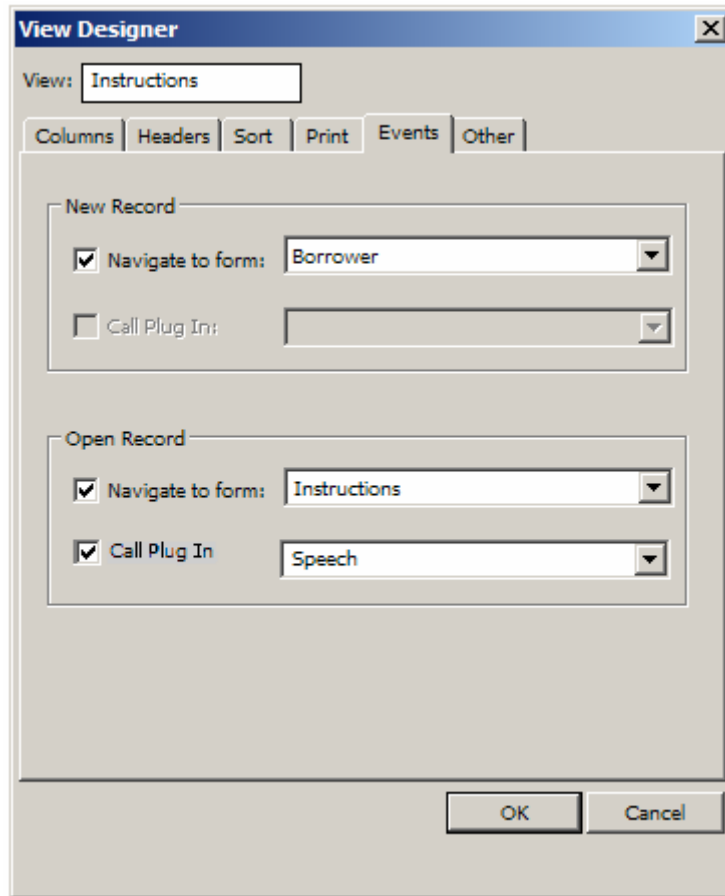 View Designer
View: Instructions
Columns Headers Sort Print Events Other
New Record
Navigate to form: Borrower
Call Plug In:
Open Record
Navigate to form: Instructions
Call Plug In Speech
OK Cancel